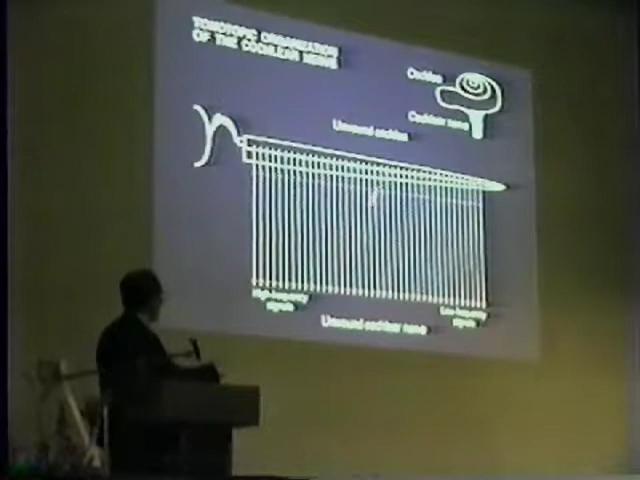 TONOTOPIC ORGANIZATION
OF THE COCHLEAR NERVE
Cochlea
Cochlear nerve
Unwound cochlea
High-frequency
signals
Low-frequency
signals
Unwound cochlear nerve